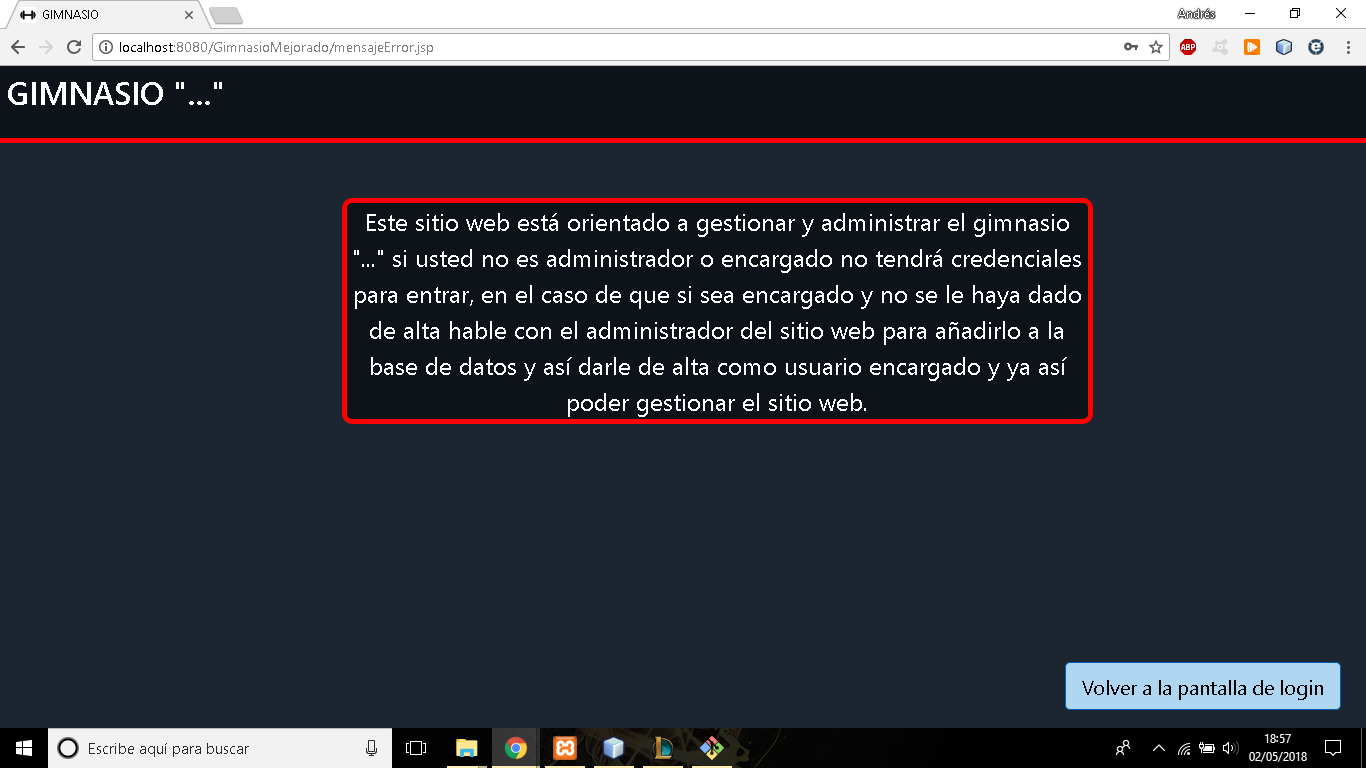 GIMNASIO
Andrés
localhost:8080/GimnasioMejorado/mensajeError.jsp
ABP
GIMNASIO "..."
Este sitio web está orientado a gestionar y administrar el gimnasio
"..." si usted no es administrador o encargado no tendrá credenciales
para entrar, en el caso de que si sea encargado y no se le haya dado
de alta hable con el administrador del sitio web para añadirlo a la
base de datos y así darle de alta como usuario encargado y ya así
poder gestionar el sitio web.
Volver a la pantalla de login
Escribe aquí para buscar
18:57
02/05/2018